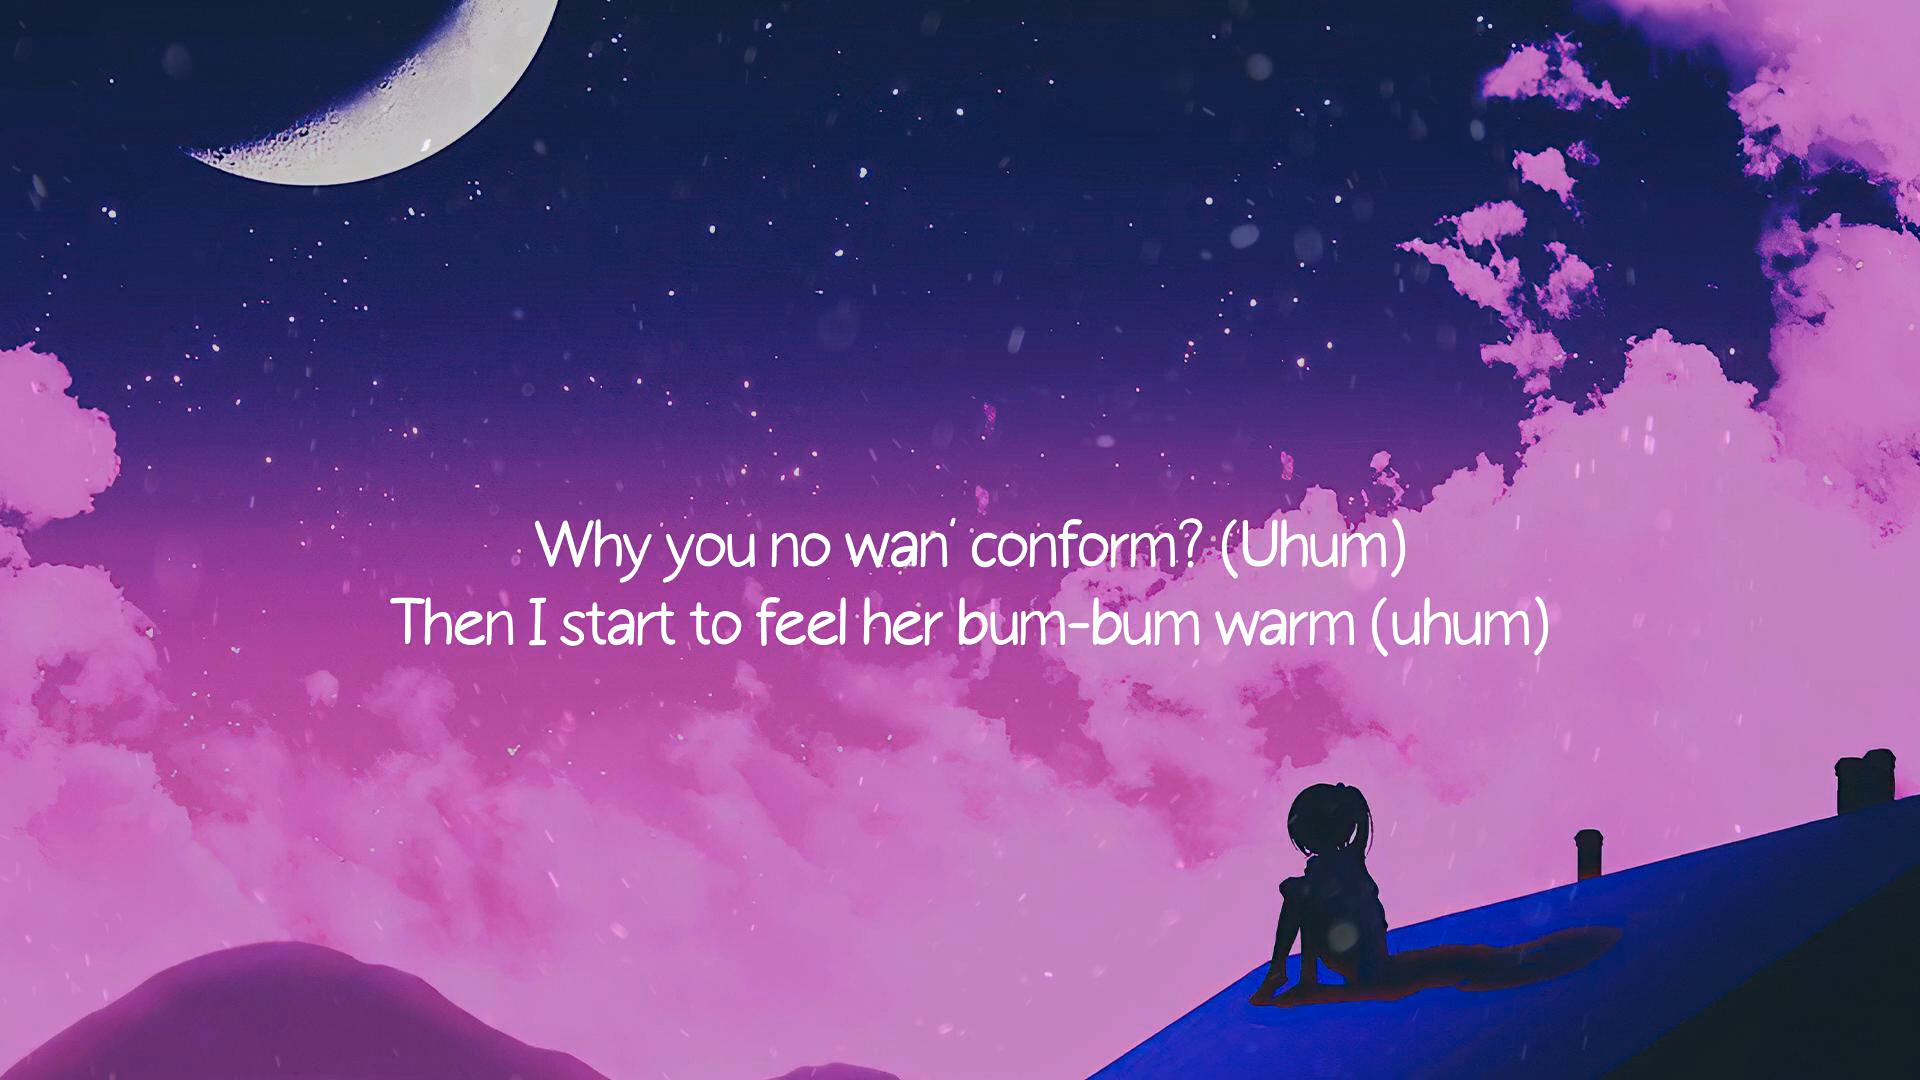 Why you no wan' conform? (Uhum)
Then I start to feel her bum-bum warm (uhum)